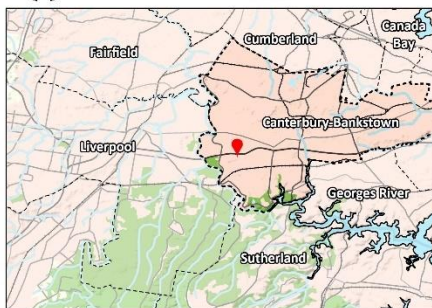 Canada
Bay
Cumberland
Fairfield
Canterbury-Bankstown
Liverpool
Georges River
Sutherland